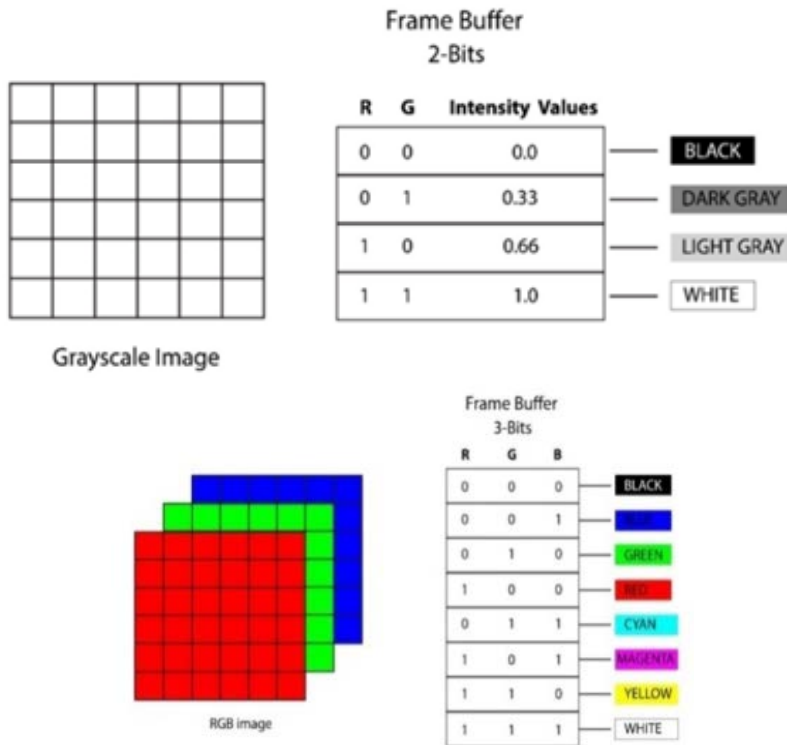 Frame Buffer
2-Bits
R G Intensity Values
0 0 0.0 BLACK
0 1 0.33 DARK GRAY
1 0 0.66 LIGHT GRAY
1 1 1.0 WHITE
Grayscale Image
Frame Buffer
3-Bits
R G B
0 0 0 BLACK
0 0 1 BLUE
0 1 0 GREEN
1 0 0 RED
0 1 1 CYAN
1 0 1 MAGENTA
1 1 0 YELLOW
1 1 1 WHITE
RGB image